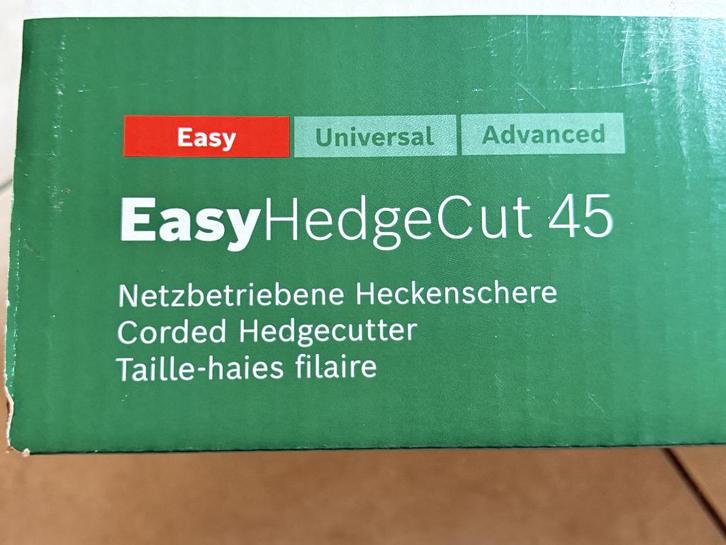 Easy Universal Advanced
EasyHedgeCut 45
Netzbetriebene Heckenschere
Corded Hedgecutter
Taille-haies filaire